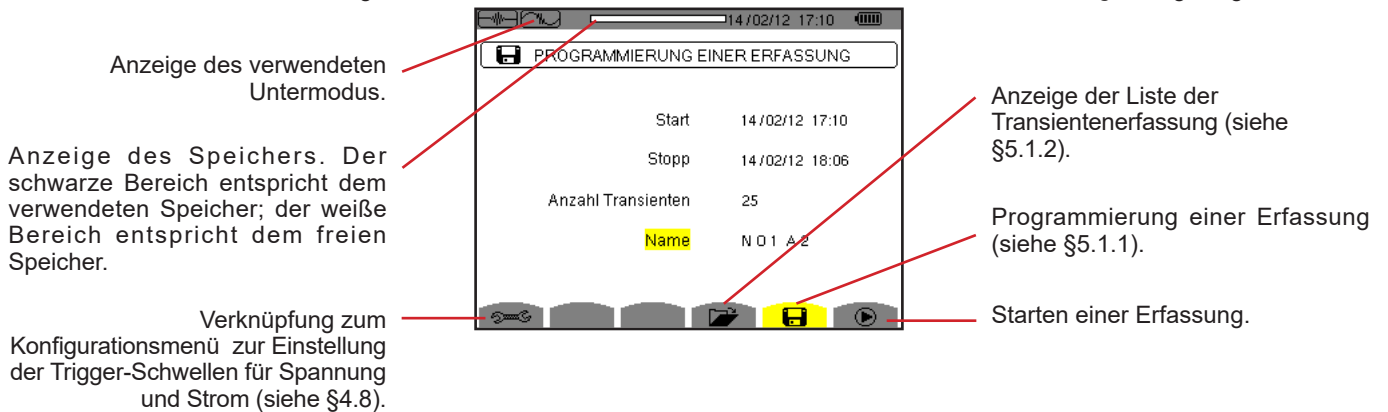 14/02/12 17:10
PROGRAMMIERUNG EINER ERFASSUNG
Start 14/02/12 17:10
Stopp 14/02/12 18:06
Anzahl Transienten 25
Name N O 1 A 2
Anzeige des verwendeten
Untermodus.
Anzeige des Speichers. Der
schwarze Bereich entspricht dem
verwendeten Speicher; der weiße
Bereich entspricht dem freien
Speicher.
Verknüpfung zum
Konfigurationsmenü zur Einstellung
der Trigger-Schwellen für Spannung
und Strom (siehe §4.8).
Anzeige der Liste der
Transientenerfassung (siehe
§5.1.2).
Programmierung einer Erfassung
(siehe §5.1.1).
Starten einer Erfassung.